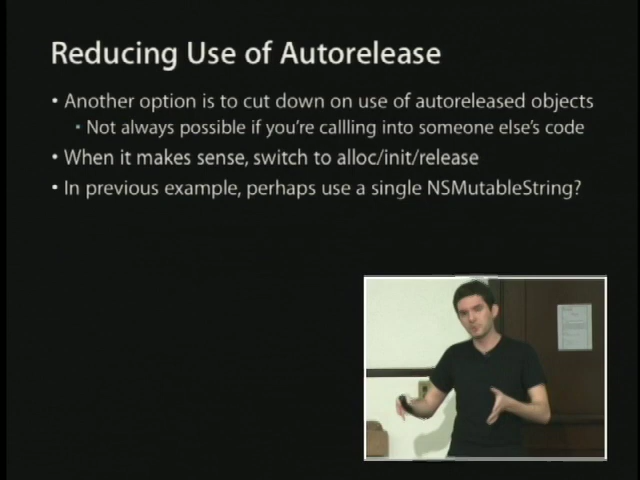 Reducing Use of Autorelease
• Another option is to cut down on use of autoreleased objects
• Not always possible if you're callling into someone else's code
• When it makes sense, switch to alloc/init/release
• In previous example, perhaps use a single NSMutableString?